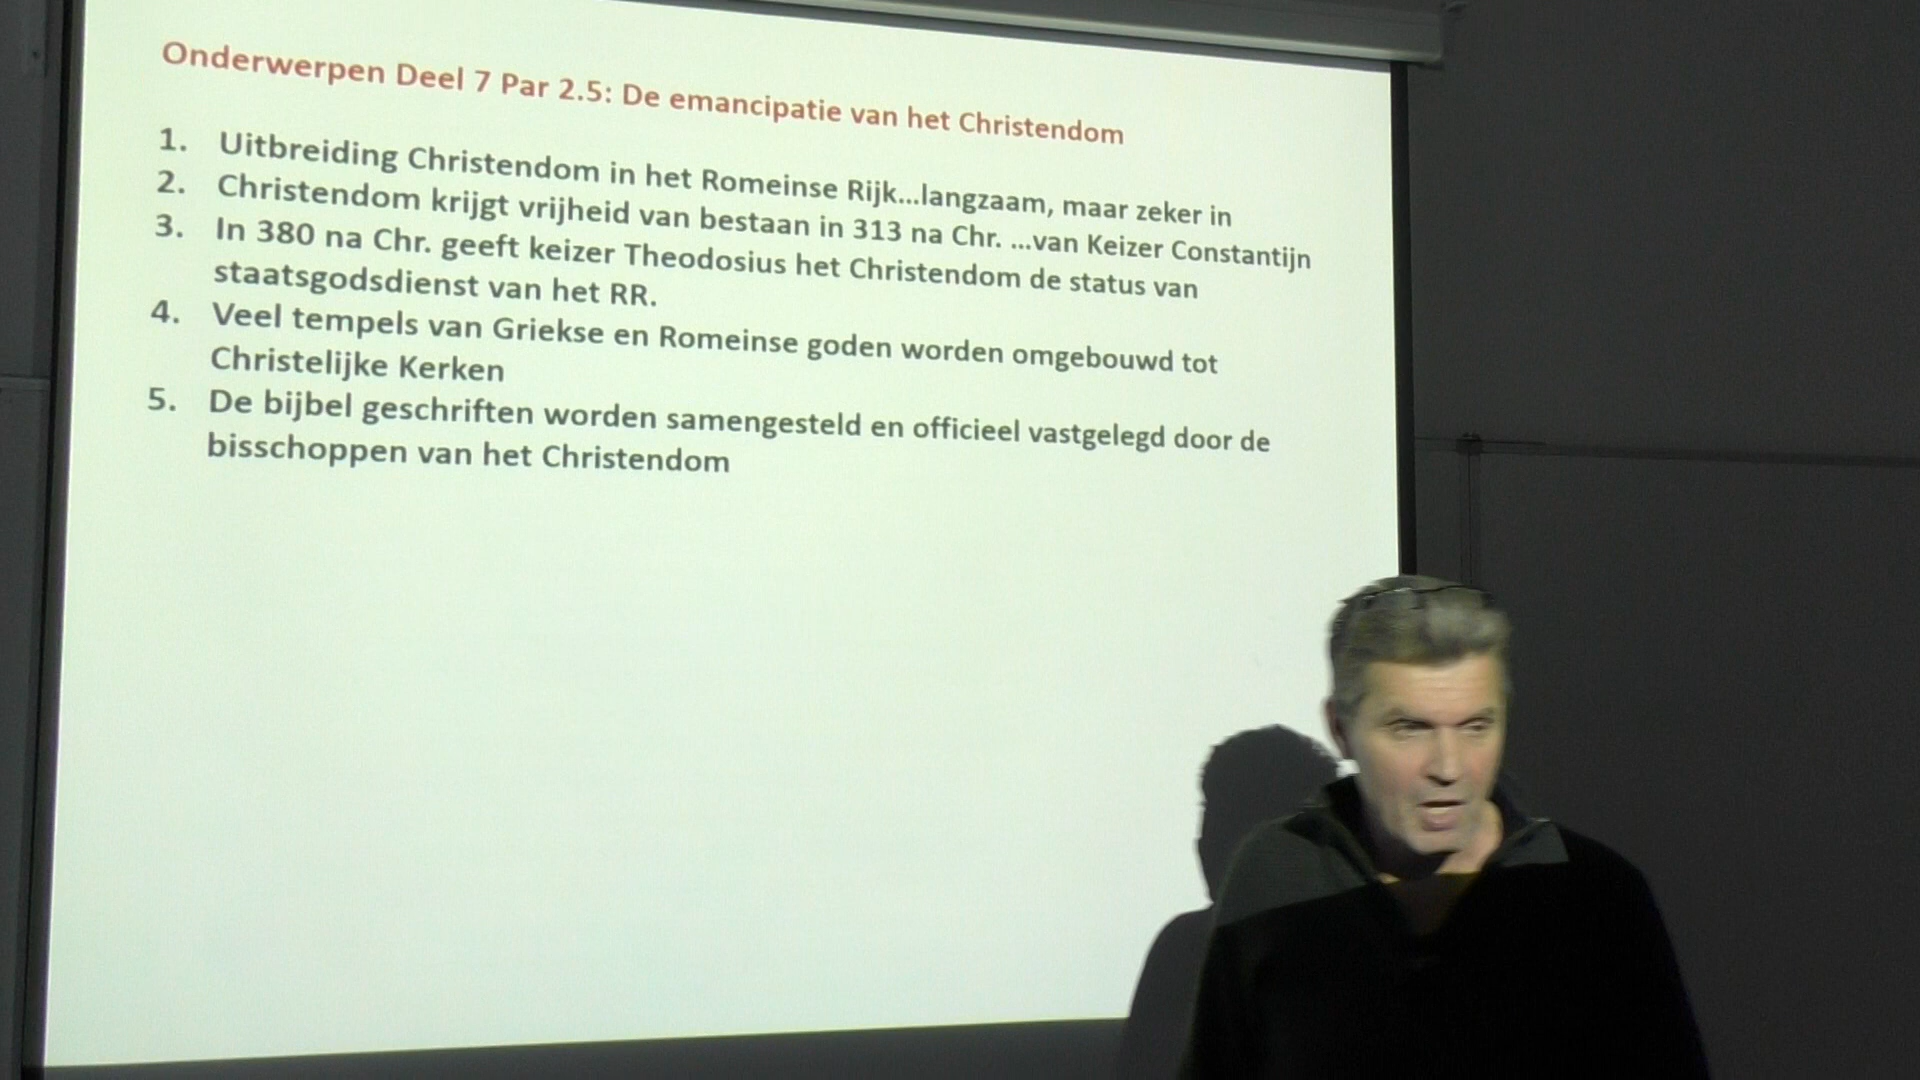 Onderwerpen Deel 7 Par 2.5: De emancipatie van het Christendom
1. Uitbreiding Christendom in het Romeinse Rijk...langzaam, maar zeker in
2. Christendom krijgt vrijheid van bestaan in 313 na Chr. ...van Keizer Constantijn
3. In 380 na Chr. geeft keizer Theodosius het Christendom de status van
staatsgodsdienst van het RR.
4. Veel tempels van Griekse en Romeinse goden worden omgebouwd tot
Christelijke Kerken
5. De bijbel geschriften worden samengesteld en officieel vastgelegd door de
bisschoppen van het Christendom